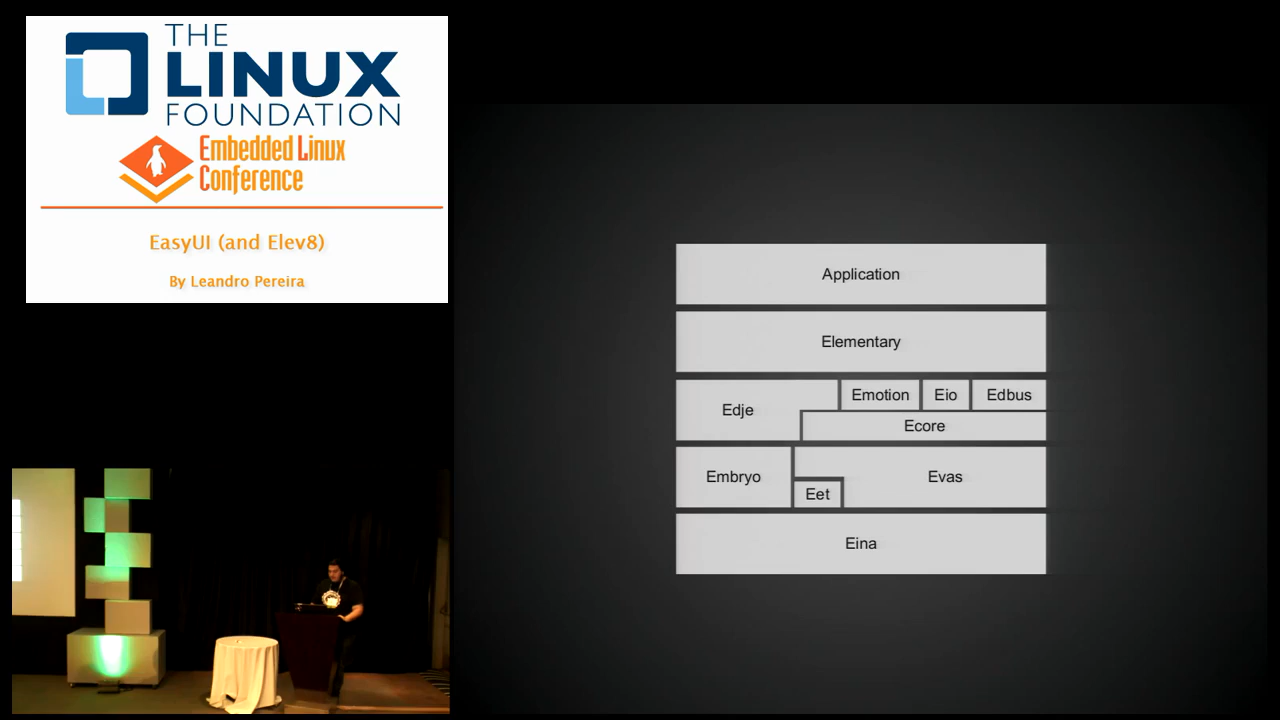 THE
LINUX
FOUNDATION
Embedded Linux
Conference
EasyUI (and Elev8)
By Leandro Pereira
Application
Elementary
Edje
Emotion
Eio
Edbus
Ecore
Embryo
Eet
Evas
Eina